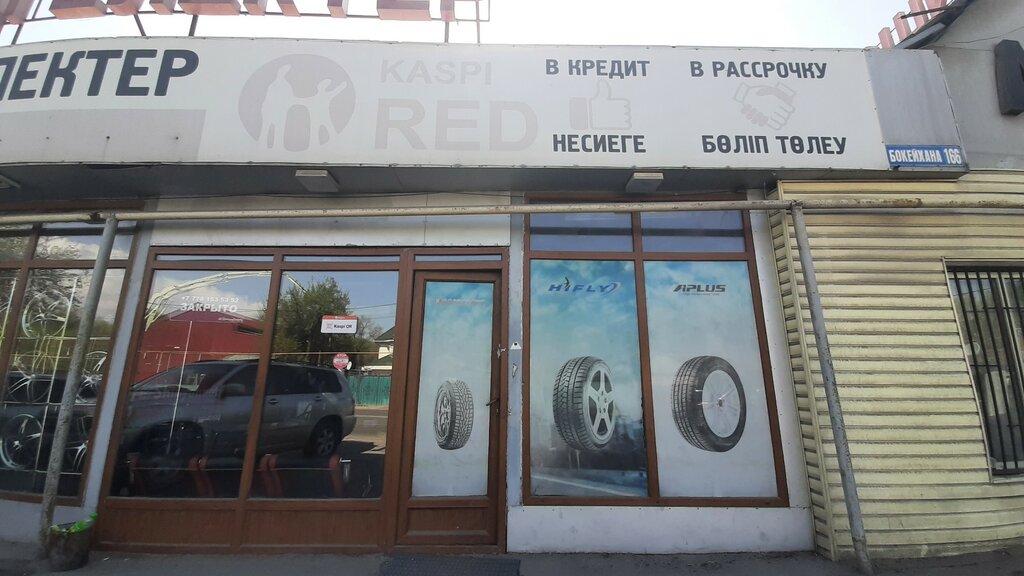 ЛЕКТЕР
KASPI
RED
В КРЕДИТ
НЕСИЕГЕ
В РАССРОЧКУ
БӨЛІП ТӨЛЕУ
БОКЕЙХАНА 166
ЗАКРЫТО
Kaspi QR
HIFLY
APLUS